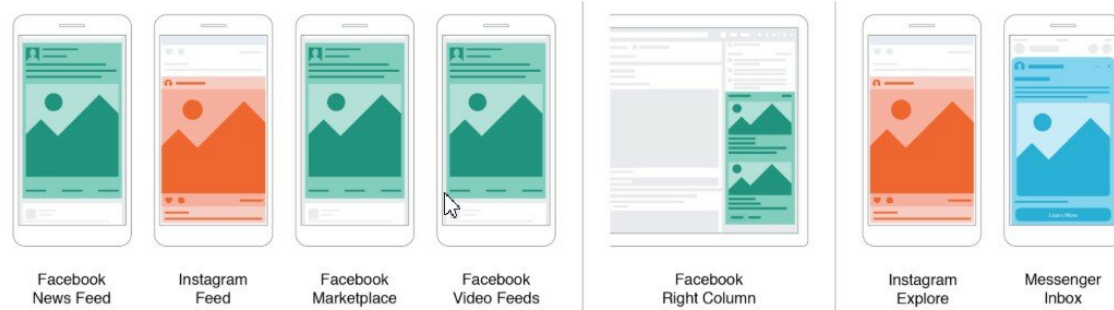 Learn More
Facebook
News Feed
Instagram
Feed
Facebook
Marketplace
Facebook
Video Feeds
Facebook
Right Column
Instagram
Explore
Messenger
Inbox